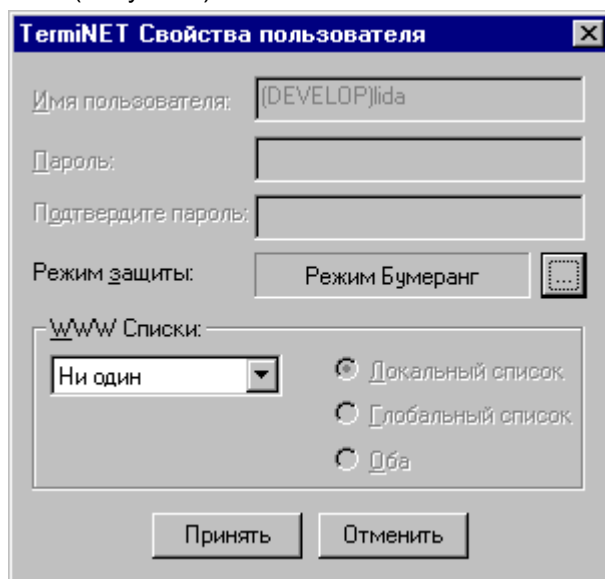 TermiNET Свойства пользователя
Имя пользователя: (DEVELOP)lida
Пароль:
Подтвердите пароль:
Режим защиты: Режим Бумеранг ...
WWW Списки:
Ни один
Локальный список
Глобальный список
Оба
Принять Отменить